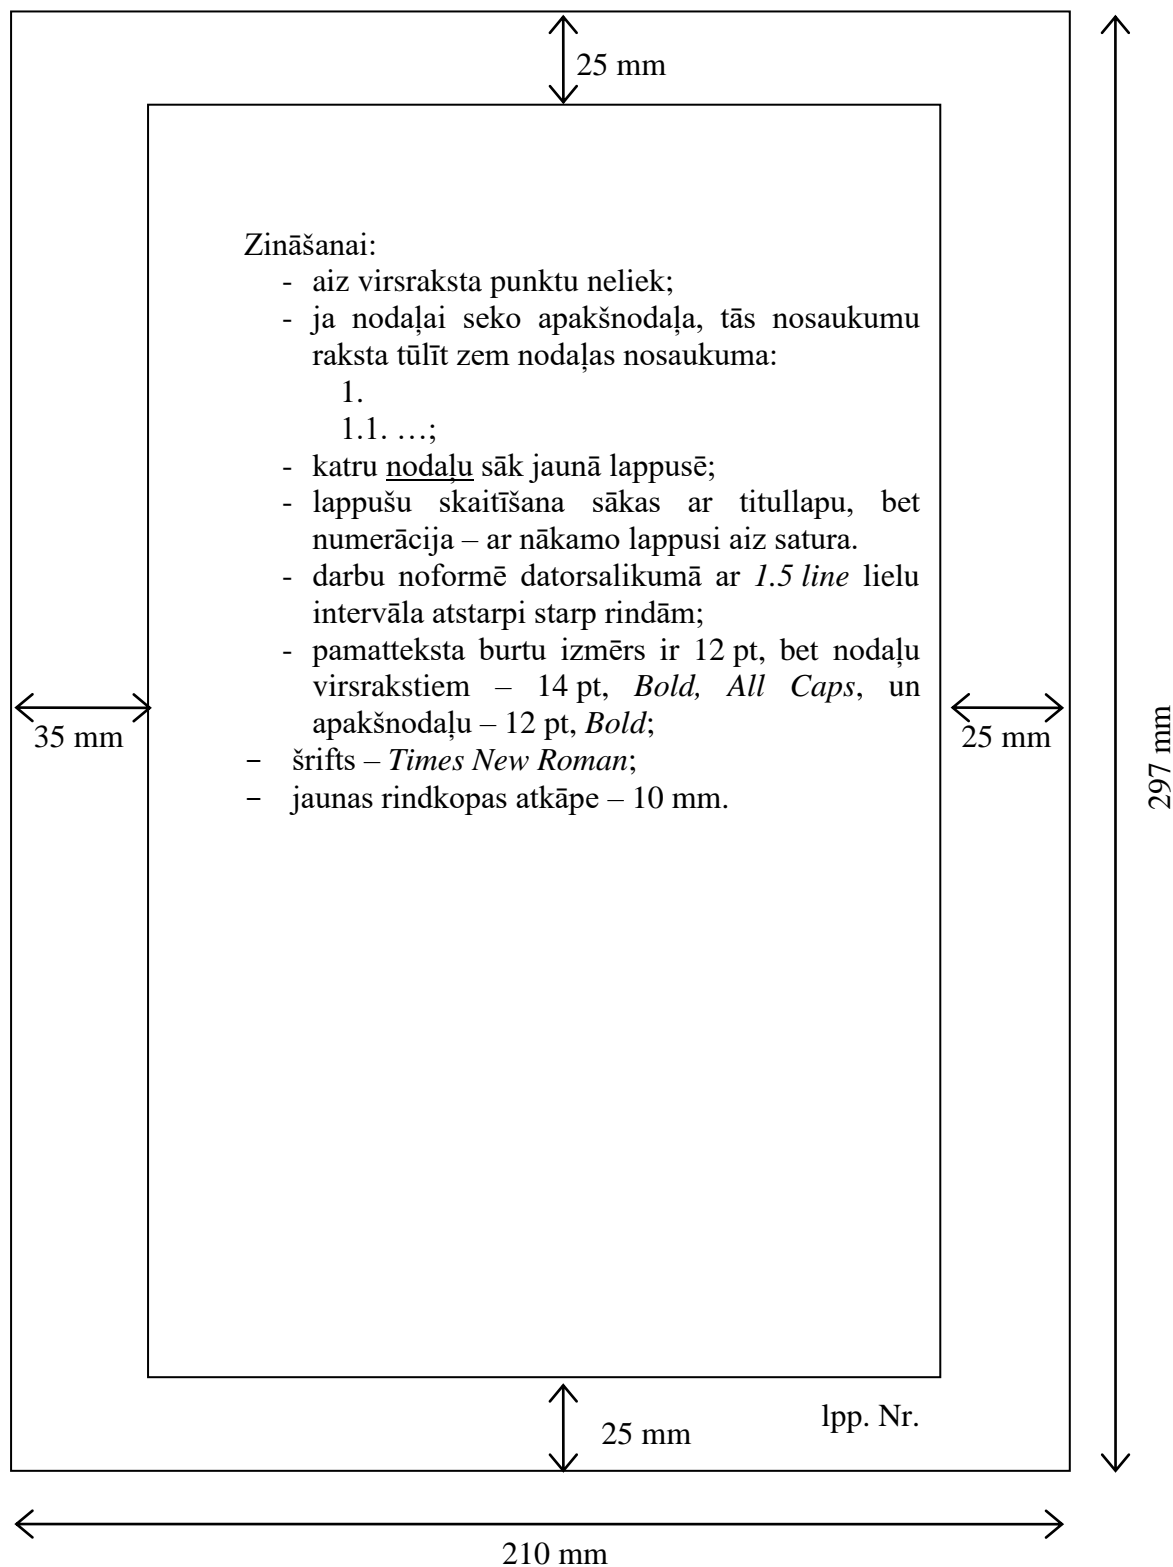 25 mm
Zināšanai:
- aiz virsraksta punktu neliek;
- ja nodaļai seko apakšnodaļa, tās nosaukumu
raksta tūlīt zem nodaļas nosaukuma:
1.
1.1. …;
- katru nodaļu sāk jaunā lappusē;
- lappušu skaitīšana sākas ar titullapu, bet
numerācija – ar nākamo lappusi aiz satura.
- darbu noformē datorsalikumā ar 1.5 line lielu
intervāla atstarpi starp rindām;
- pamatteksta burtu izmērs ir 12 pt, bet nodaļu
virsrakstiem – 14 pt, Bold, All Caps, un
apakšnodaļu – 12 pt, Bold;
– šrifts – Times New Roman;
– jaunas rindkopas atkāpe – 10 mm.
35 mm
25 mm
297 mm
lpp. Nr.
25 mm
210 mm